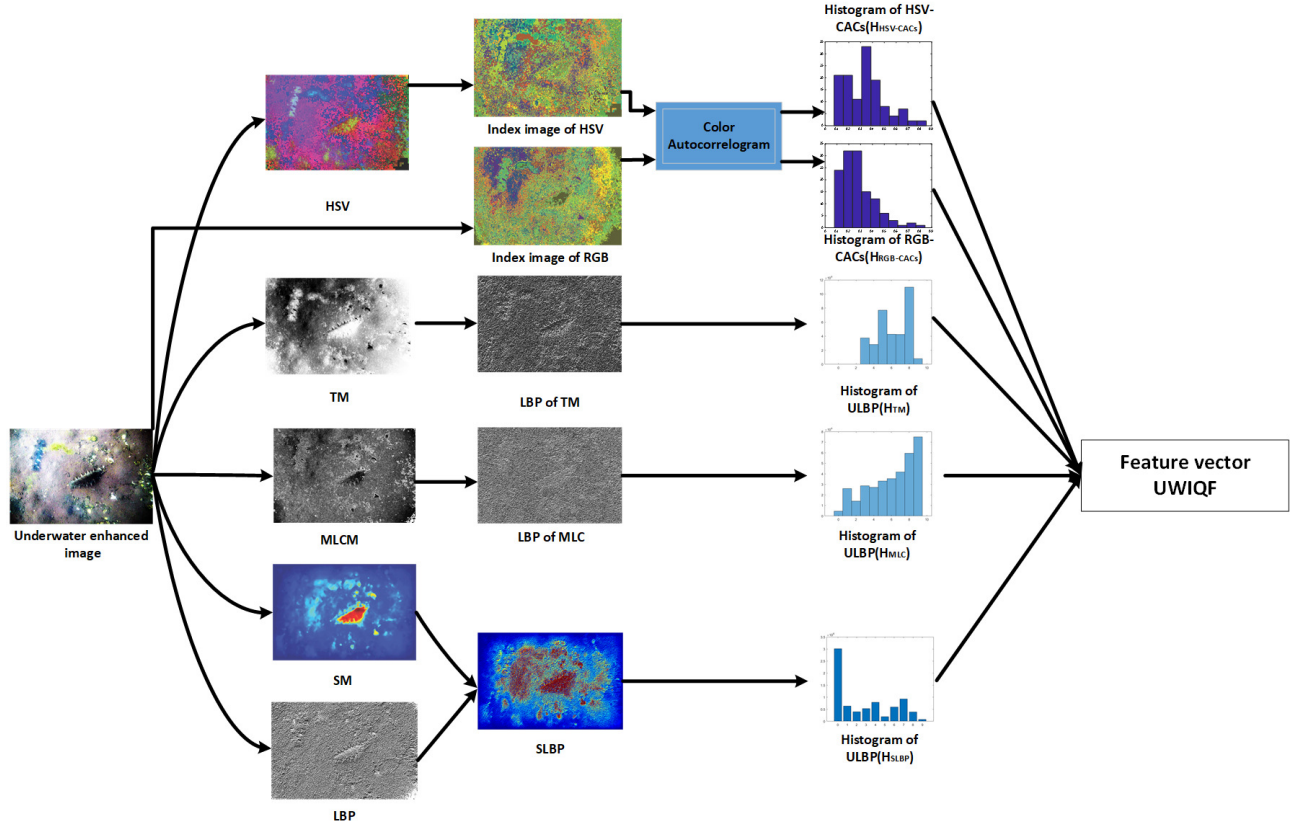 Histogram of HSV-
CACs(HHSV-CACs)
Index image of HSV
Color
Autocorrelogram
HSV
Index image of RGB
Histogram of RGB-
CACs(HRGB-CACs)
TM
LBP of TM
Histogram of
ULBP(HTM)
Underwater enhanced
image
MLCM
LBP of MLC
Histogram of
ULBP(HMLC)
Feature vector
UWIQF
SM
SLBP
Histogram of
ULBP(HSLBP)
LBP